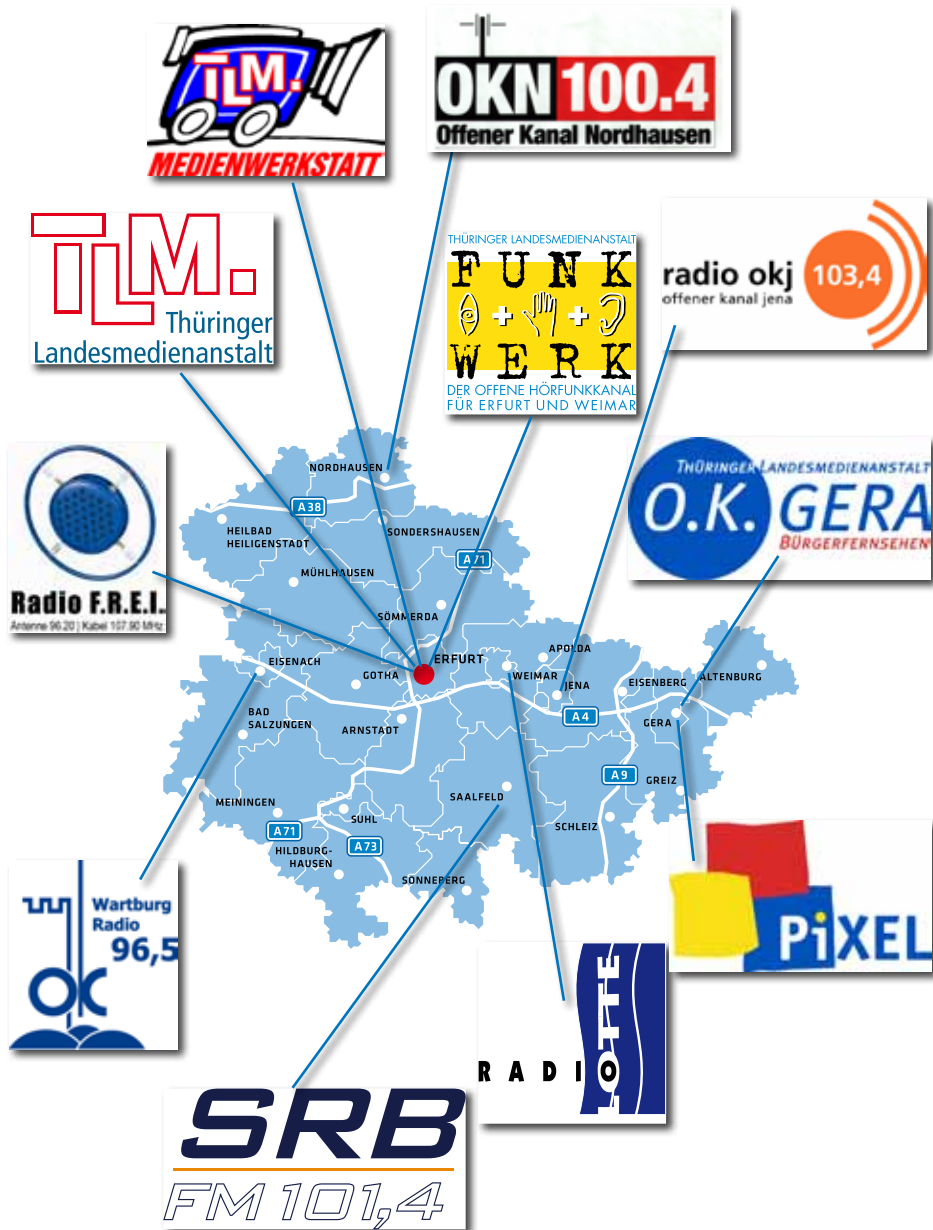 TLM.
MEDIENWERKSTATT
OKN 100.4
Offener Kanal Nordhausen
TLM.
Thüringer
Landesmedienanstalt
THÜRINGER LANDESMEDIENANSTALT
FUNK
+ +
WERK
DER OFFENE HÖRFUNKKANAL
FÜR ERFURT UND WEIMAR
radio okj 103,4
offener kanal jena
Radio F.R.E.I.
Antenne 96.20 | Kabel 107.90 MHz
THÜRINGER LANDESMEDIENANSTALT
O.K. GERA
BÜRGERFERNSEHEN
NORDHAUSEN
A38
HEILBAD
HEILIGENSTADT
SONDERSHAUSEN
A71
MÜHLHAUSEN
SÖMMERDA
EISENACH
GOTHA
ERFURT
WEIMAR
APOLDA
JENA
EISENBERG
ALTENBURG
BAD
SALZUNGEN
ARNSTADT
A4
GERA
A9
GREIZ
SAALFELD
SCHLEIZ
MEININGEN
SUHL
A71
A73
HILDBURG-
HAUSEN
SONNEBERG
Wartburg
Radio
96,5
OK
PiXEL
RADIO
LOTTE
SRB
FM 101,4